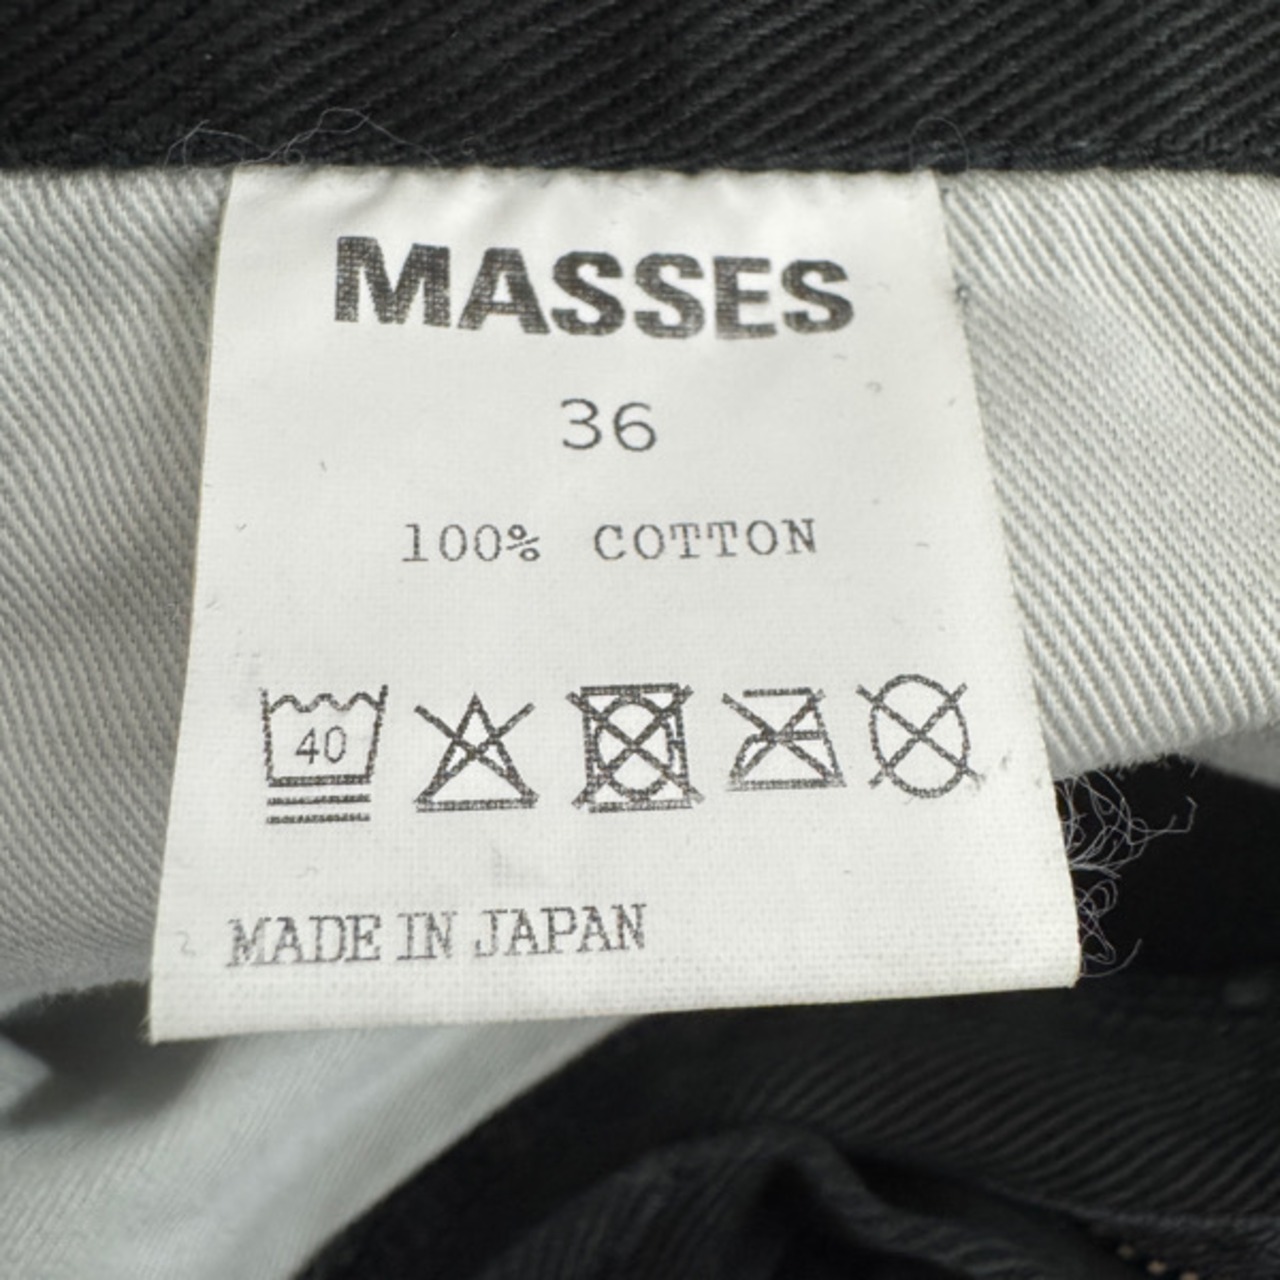 MASSES
36
100% COTTON
40
MADE IN JAPAN